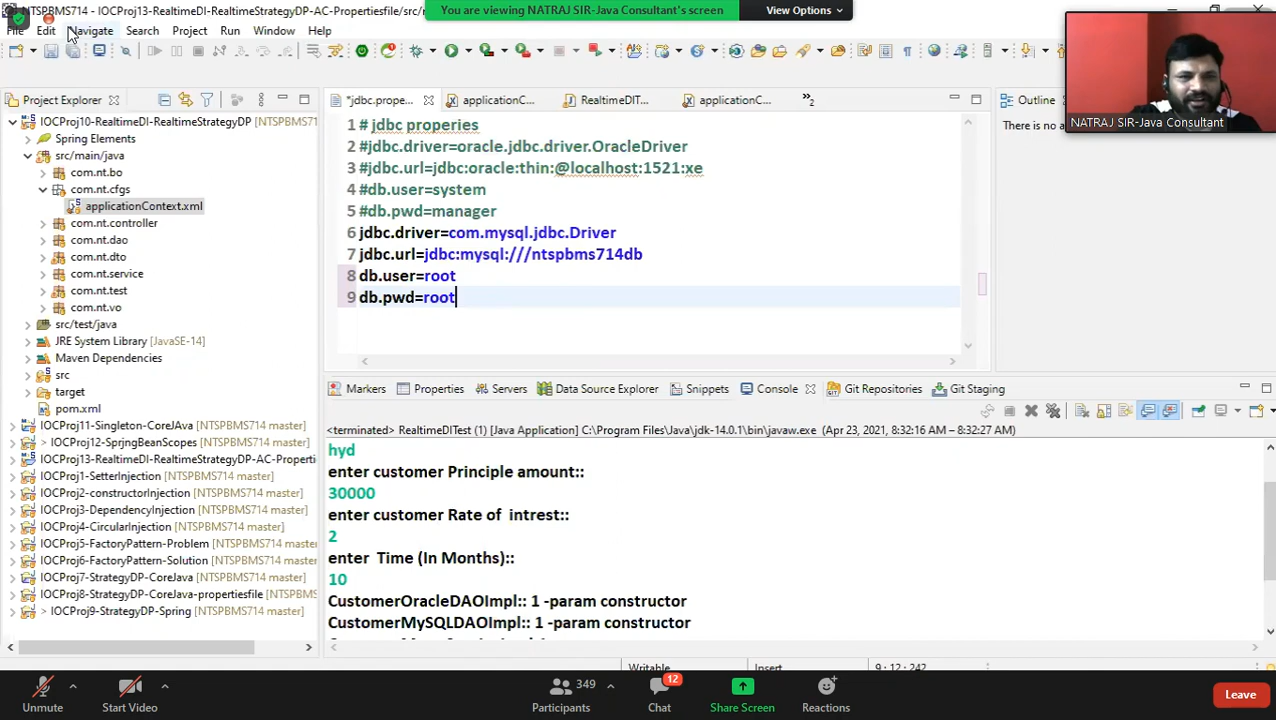 NTSPBMS714 - IOCProj13-RealtimeDI-RealtimeStrategyDP-AC-Propertiesfile/src/
You are viewing NATRAJ SIR-Java Consultant's screen
View Options
File Edit Navigate Search Project Run Window Help
Project Explorer
*jdbc.prope...
applicationC...
RealtimeDIT...
applicationC...
»2
Outline
There is no a
NATRAJ SIR-Java Consultant
IOCProj10-RealtimeDI-RealtimeStrategyDP [NTSPBMS71
Spring Elements
src/main/java
com.nt.bo
com.nt.cfgs
applicationContext.xml
com.nt.controller
com.nt.dao
com.nt.dto
com.nt.service
com.nt.test
com.nt.vo
src/test/java
JRE System Library [JavaSE-14]
Maven Dependencies
src
target
pom.xml
IOCProj11-Singleton-CoreJAva [NTSPBMS714 master]
> IOCProj12-SpringBeanScopes [NTSPBMS714 master]
IOCProj13-RealtimeDI-RealtimeStrategyDP-AC-Properti
IOCProj1-SetterInjection [NTSPBMS714 master]
IOCProj2-constructorInjection [NTSPBMS714 master]
IOCProj3-DependencyInjection [NTSPBMS714 master]
IOCProj4-CircularInjection [NTSPBMS714 master]
IOCProj5-FactoryPattern-Problem [NTSPBMS714 master]
IOCProj6-FactoryPattern-Solution [NTSPBMS714 master]
IOCProj7-StrategyDP-CoreJava [NTSPBMS714 master]
IOCProj8-StrategyDP-CoreJava-propertiesfile [NTSPBMS
> IOCProj9-StrategyDP-Spring [NTSPBMS714 master]
1 # jdbc properies
2 #jdbc.driver=oracle.jdbc.driver.OracleDriver
3 #jdbc.url=jdbc:oracle:thin:@localhost:1521:xe
4 #db.user=system
5 #db.pwd=manager
6 jdbc.driver=com.mysql.jdbc.Driver
7 jdbc.url=jdbc:mysql:///ntspbms714db
8 db.user=root
9 db.pwd=root
Markers Properties Servers Data Source Explorer Snippets Console Git Repositories Git Staging
<terminated> RealtimeDITest (1) [Java Application] C:\Program Files\Java\jdk-14.0.1\bin\javaw.exe (Apr 23, 2021, 8:32:16 AM – 8:32:27 AM)
hyd
enter customer Principle amount::
30000
enter customer Rate of intrest::
2
enter Time (In Months)::
10
CustomerOracleDAOImpl:: 1 -param constructor
CustomerMySQLDAOImpl:: 1 -param constructor
Writable
Insert
9 : 12 : 242
Unmute
Start Video
349
Participants
12
Chat
Share Screen
Reactions
Leave